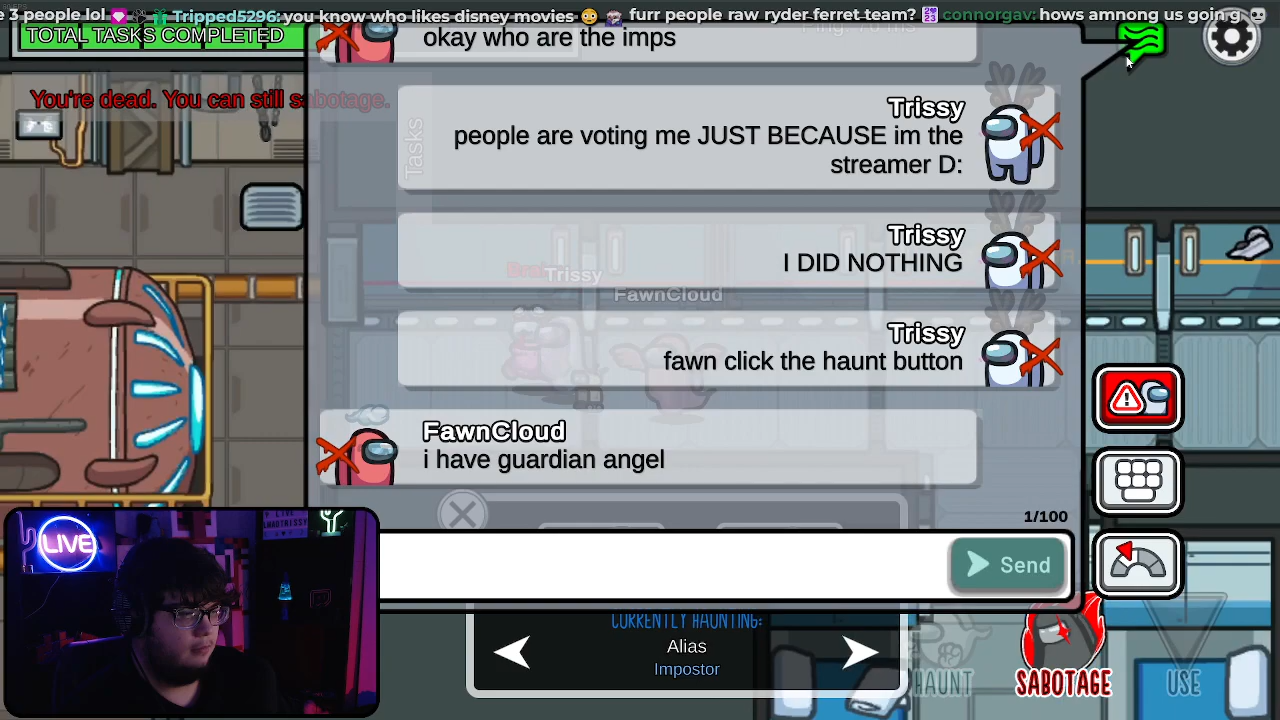 e 3 people lol Tripped5296: you know who likes disney movies furr people raw ryder ferret team? connorgav: hows amnong us going
TOTAL TASKS COMPLETED
okay who are the imps
You're dead. You can still sabotage.
Tasks
Trissy
people are voting me JUST BECAUSE im the
streamer D:
Trissy
I DID NOTHING
Trissy
FawnCloud
Trissy
fawn click the haunt button
FawnCloud
i have guardian angel
1/100
Send
LIVE
LIVE
LMAOTRISSY
CURRENTLY HAUNTING:
Alias
Impostor
HAUNT
SABOTAGE
USE